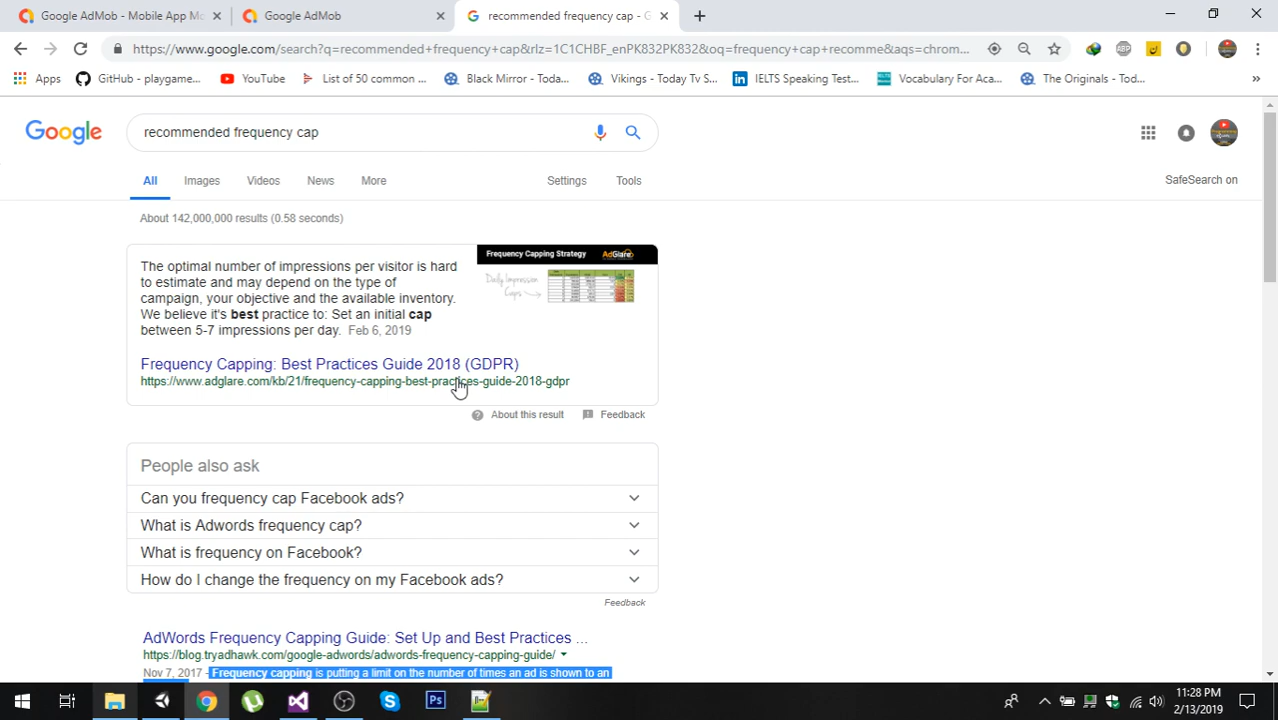 Google AdMob - Mobile App Mo
Google AdMob
recommended frequency cap - G
https://www.google.com/search?q=recommended+frequency+cap&rlz=1C1CHBF_enPK832PK832&oq=frequency+cap+recomme&aqs=chrom...
Apps
GitHub - playgame...
YouTube
List of 50 common ...
Black Mirror - Toda...
Vikings - Today Tv S...
IELTS Speaking Test...
Vocabulary For Aca...
The Originals - Tod...
Google
recommended frequency cap
All
Images
Videos
News
More
Settings
Tools
SafeSearch on
About 142,000,000 results (0.58 seconds)
The optimal number of impressions per visitor is hard
to estimate and may depend on the type of
campaign, your objective and the available inventory.
We believe it's best practice to: Set an initial cap
between 5-7 impressions per day. Feb 6, 2019
Frequency Capping Strategy
AdGlare
Daily Impression
Caps
Frequency Capping: Best Practices Guide 2018 (GDPR)
https://www.adglare.com/kb/21/frequency-capping-best-practices-guide-2018-gdpr
About this result
Feedback
People also ask
Can you frequency cap Facebook ads?
What is Adwords frequency cap?
What is frequency on Facebook?
How do I change the frequency on my Facebook ads?
Feedback
AdWords Frequency Capping Guide: Set Up and Best Practices ...
https://blog.tryadhawk.com/google-adwords/adwords-frequency-capping-guide/
Nov 7, 2017 - Frequency capping is putting a limit on the number of times an ad is shown to an
11:28 PM
2/13/2019